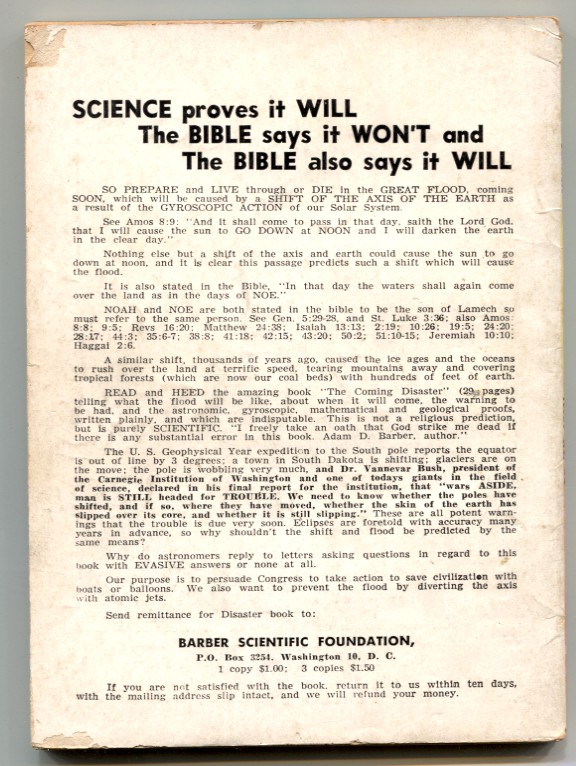 SCIENCE proves it WILL
The BIBLE says it WON'T and
The BIBLE also says it WILL
SO PREPARE and LIVE through or DIE in the GREAT FLOOD, coming
SOON, which will be caused by a SHIFT OF THE AXIS OF THE EARTH as
a result of the GYROSCOPIC ACTION of our Solar System.
See Amos 8:9: "And it shall come to pass in that day, saith the Lord God,
that I will cause the sun to GO DOWN at NOON and I will darken the earth
in the clear day."
Nothing else but a shift of the axis and earth could cause the sun to go
down at noon, and it is clear this passage predicts such a shift which will cause
the flood.
It is also stated in the Bible, "In that day the waters shall again come
over the land as in the days of NOE."
NOAH and NOE are both stated in the bible to be the son of Lamech so
must refer to the same person. See Gen. 5:29-28, and St. Luke 3:36; also Amos
8:8; 9:5; Revs 16:20; Matthew 24:38; Isaiah 13:13; 2:19; 10:26; 19:5; 24:20;
28:17; 44:3; 35:6-7; 38:8; 41:18; 42:15; 43:20; 50:2; 51:10-15; Jeremiah 10:10;
Haggai 2:6.
A similar shift, thousands of years ago, caused the ice ages and the oceans
to rush over the land at terrific speed, tearing mountains away and covering
tropical forests (which are now our coal beds) with hundreds of feet of earth.
READ and HEED the amazing book "The Coming Disaster" pages)
telling what the flood will be like, about when it will come, the warning to
be had, and the astronomic, gyroscopic, mathematical and geological proofs,
written plainly, and which are indisputable. This is not a religious prediction,
but is purely SCIENTIFIC. "I freely take an oath that God strike me dead if
there is any substantial error in this book. Adam D. Barber, author."
The U. S. Geophysical Year expedition to the South pole reports the equator
is out of line by 3 degrees; a town in South Dakota is shifting; glaciers are on
the move; the pole is wobbling very much, and Dr. Vannevar Bush, president of
the Carnegie Institution of Washington and one of todays giants in the field
of science, declared in his final report for the institution, that "wars ASIDE,
man is STILL headed for TROUBLE. We need to know whether the poles have
shifted, and if so, where they have moved, whether the skin of the earth has
slipped over its core, and whether it is still slipping." These are all potent warn-
ings that the trouble is due very soon. Eclipses are foretold with accuracy many
years in advance, so why shouldn't the shift and flood be predicted by the
same means?
Why do astronomers reply to letters asking questions in regard to this
book with EVASIVE answers or none at all.
Our purpose is to persuade Congress to take action to save civilization with
boats or balloons. We also want to prevent the flood by diverting the axis
with atomic jets.
Send remittance for Disaster book to:
BARBER SCIENTIFIC FOUNDATION,
P.O. Box 3254, Washington 10, D. C.
1 copy $1.00; 3 copies $1.50
If you are not satisfied with the book, return it to us within ten days,
with the mailing address slip intact, and we will refund your money.